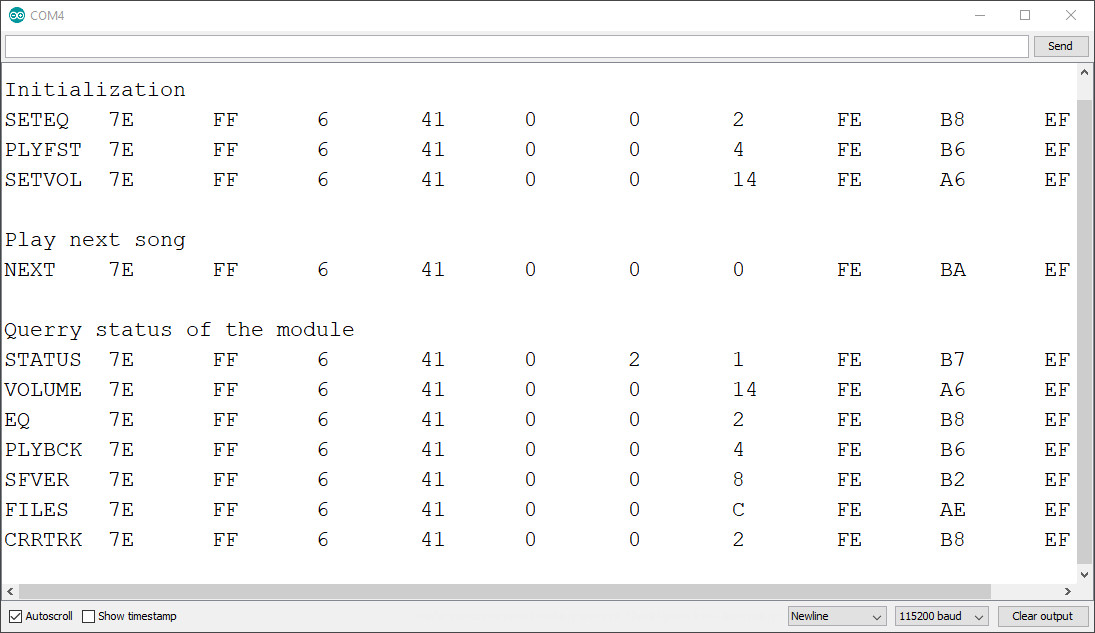 COM4
Send
Initialization
SETEQ 7E FF 6 41 0 0 2 FE B8 EF
PLYFST 7E FF 6 41 0 0 4 FE B6 EF
SETVOL 7E FF 6 41 0 0 14 FE A6 EF
Play next song
NEXT 7E FF 6 41 0 0 0 FE BA EF
Querry status of the module
STATUS 7E FF 6 41 0 2 1 FE B7 EF
VOLUME 7E FF 6 41 0 0 14 FE A6 EF
EQ 7E FF 6 41 0 0 2 FE B8 EF
PLYBCK 7E FF 6 41 0 0 4 FE B6 EF
SFVER 7E FF 6 41 0 0 8 FE B2 EF
FILES 7E FF 6 41 0 0 C FE AE EF
CRRTRK 7E FF 6 41 0 0 2 FE B8 EF
Autoscroll Show timestamp Newline 115200 baud Clear output